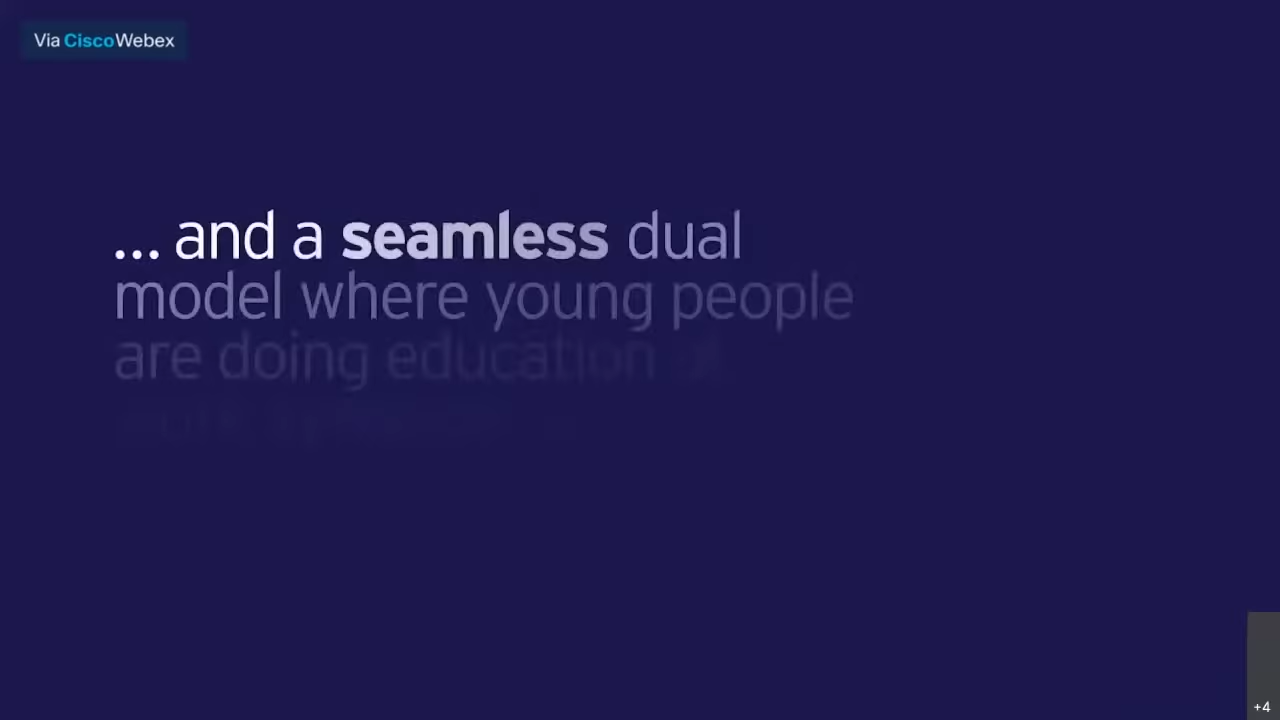 Via CiscoWebex
... and a seamless dual
model where young people
are doing education
+4